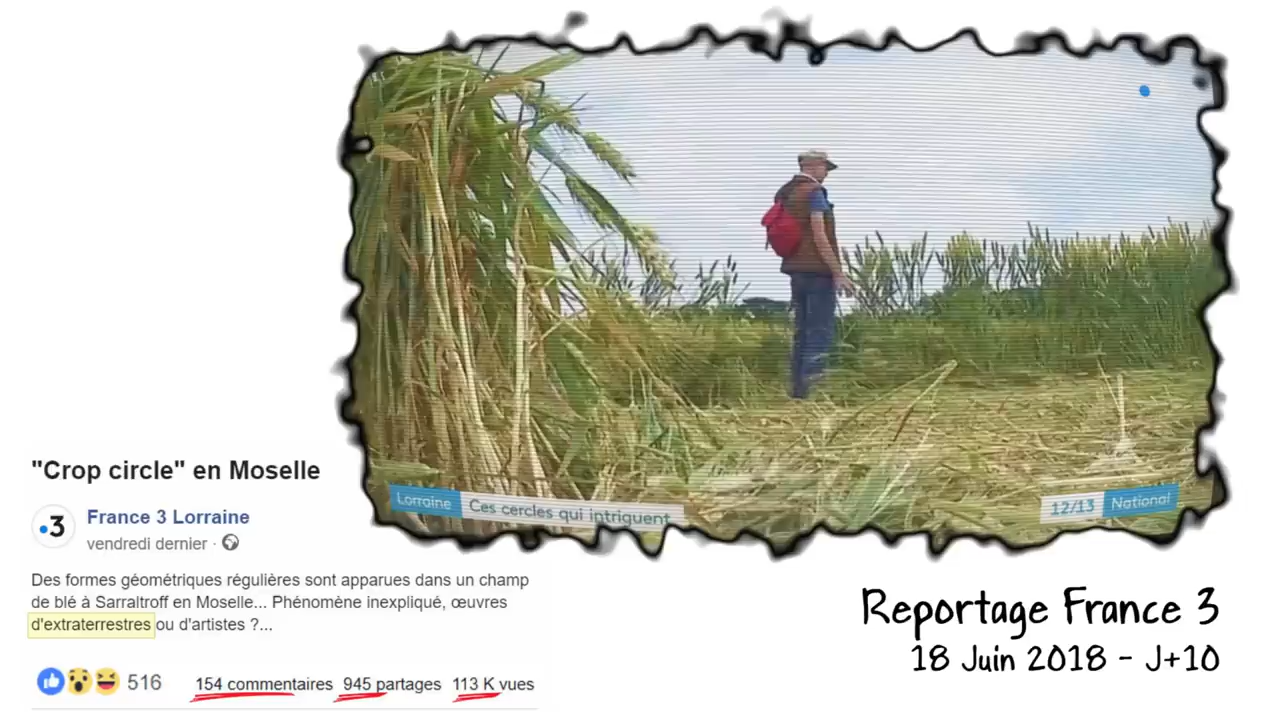 Lorraine Ces cercles qui intriguent
12/13 National
"Crop circle" en Moselle
3 France 3 Lorraine
vendredi dernier ·
Des formes géométriques régulières sont apparues dans un champ
de blé à Sarraltroff en Moselle... Phénomène inexpliqué, œuvres
d'extraterrestres ou d'artistes ?...
516 154 commentaires 945 partages 113 K vues
Reportage France 3
18 Juin 2018 - J+10